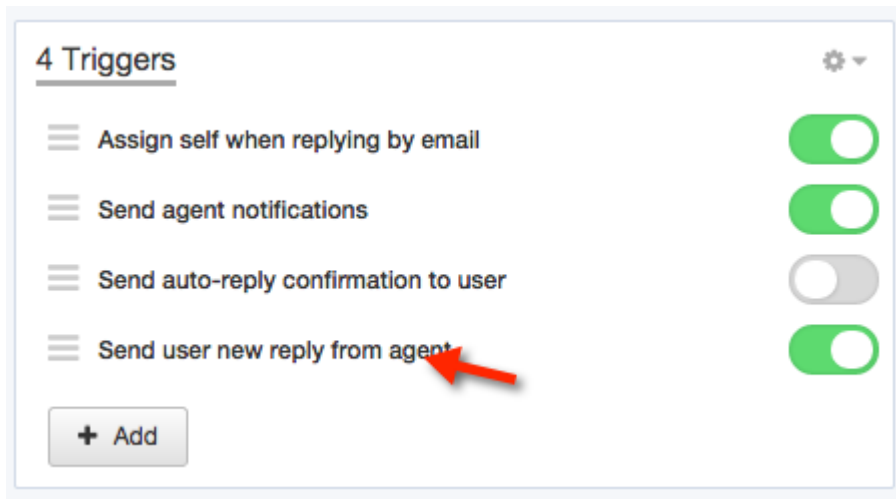 4 Triggers
Assign self when replying by email
Send agent notifications
Send auto-reply confirmation to user
Send user new reply from agent
+ Add